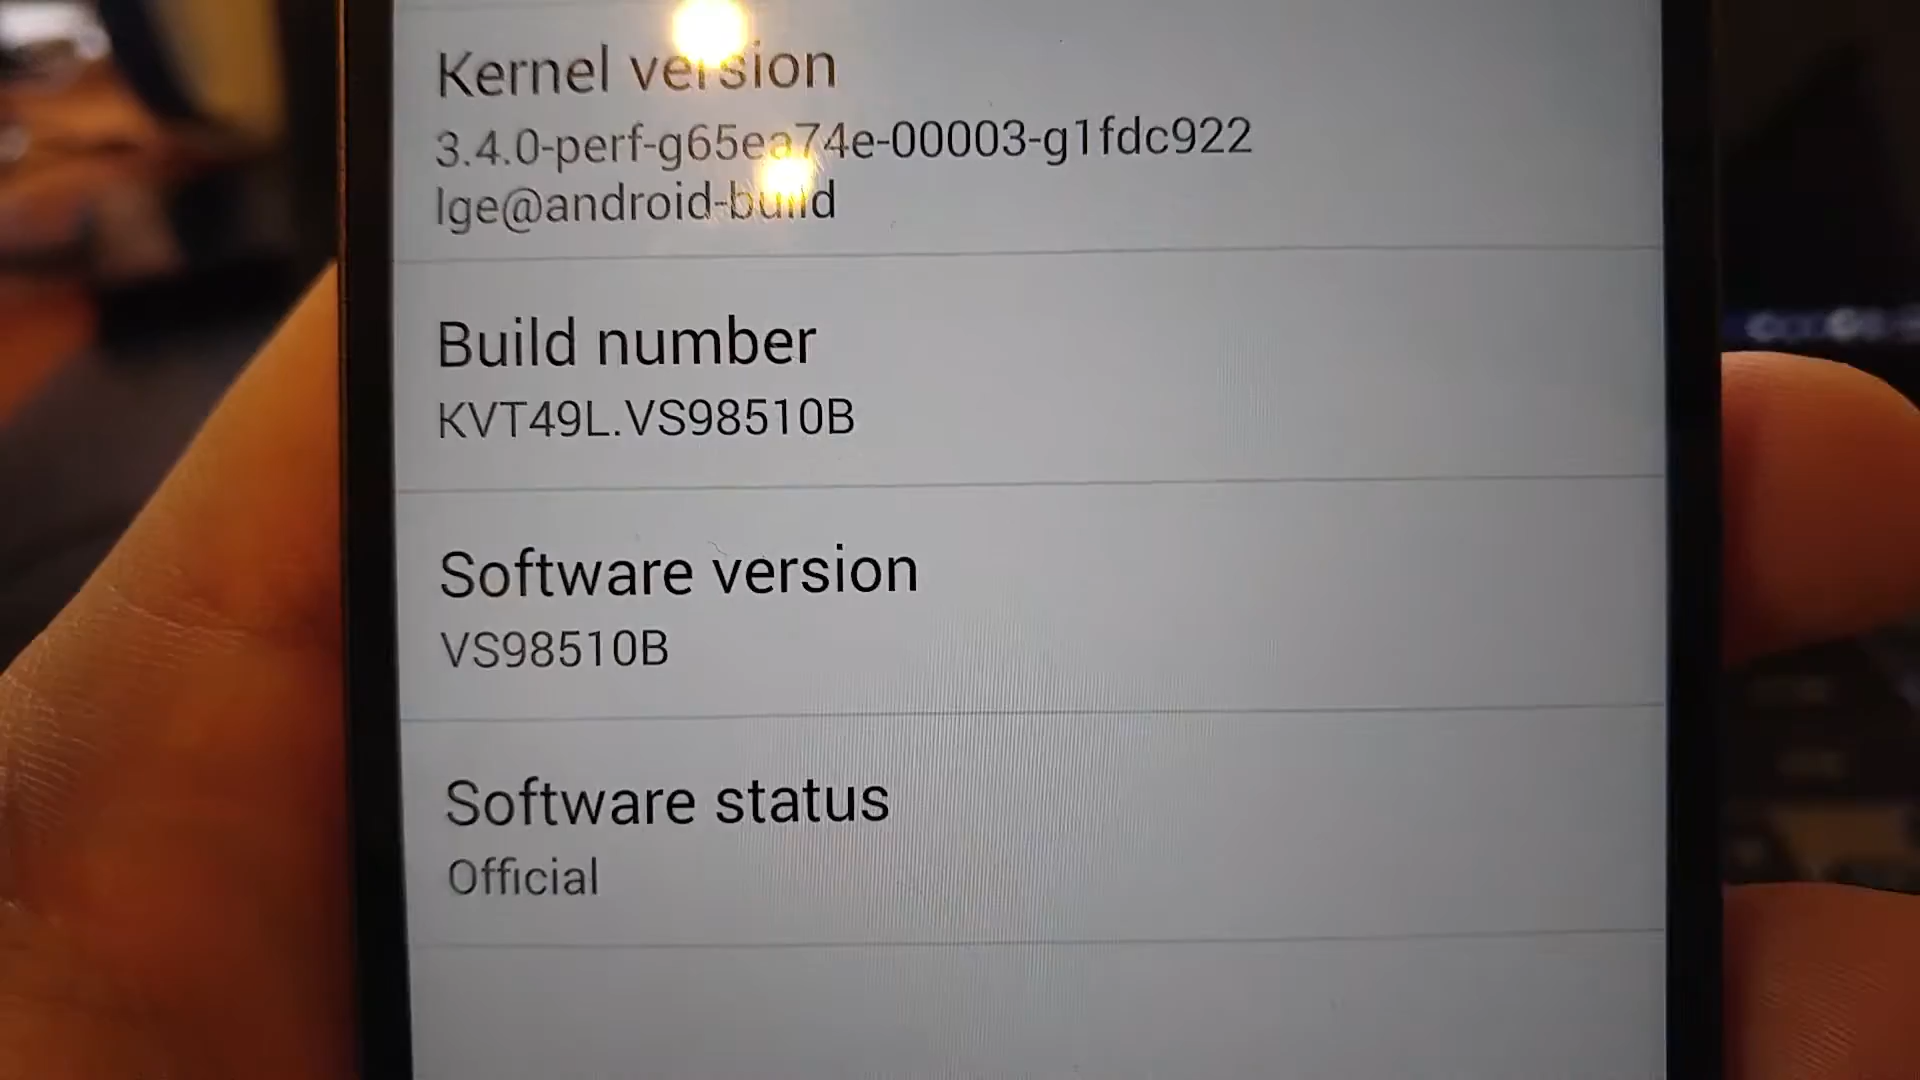 Kernel version
3.4.0-perf-g65ea74e-00003-g1fdc922
lge@android-build
Build number
KVT49L.VS98510B
Software version
VS98510B
Software status
Official